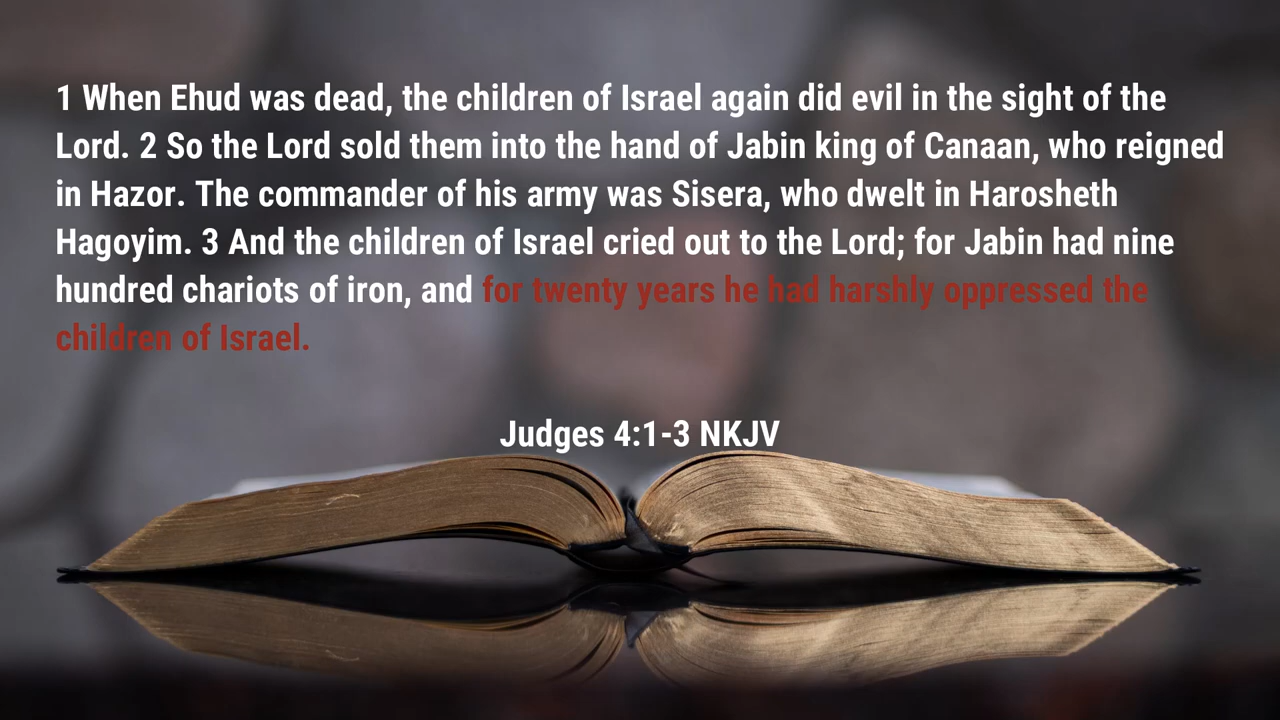 1 When Ehud was dead, the children of Israel again did evil in the sight of the
Lord. 2 So the Lord sold them into the hand of Jabin king of Canaan, who reigned
in Hazor. The commander of his army was Sisera, who dwelt in Harosheth
Hagoyim. 3 And the children of Israel cried out to the Lord; for Jabin had nine
hundred chariots of iron, and for twenty years he had harshly oppressed the
children of Israel.
Judges 4:1-3 NKJV